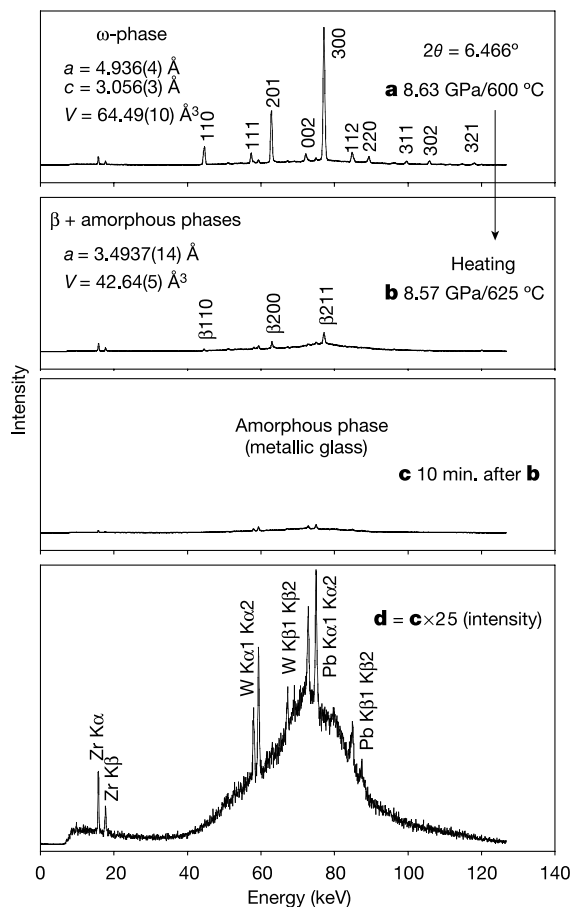 ω-phase
a = 4.936(4) Å
c = 3.056(3) Å
V = 64.49(10) Å³
110
111
201
002
300
112
220
311
302
321
2θ = 6.466º
a 8.63 GPa/600 ºC
β + amorphous phases
a = 3.4937(14) Å
V = 42.64(5) Å³
β110
β200
β211
Heating
b 8.57 GPa/625 ºC
Intensity
Amorphous phase
(metallic glass)
c 10 min. after b
d = c×25 (intensity)
Zr Kα
Zr Kβ
W Kα1 Kα2
W Kβ1 Kβ2
Pb Kα1 Kα2
Pb Kβ1 Kβ2
0 20 40 60 80 100 120 140
Energy (keV)